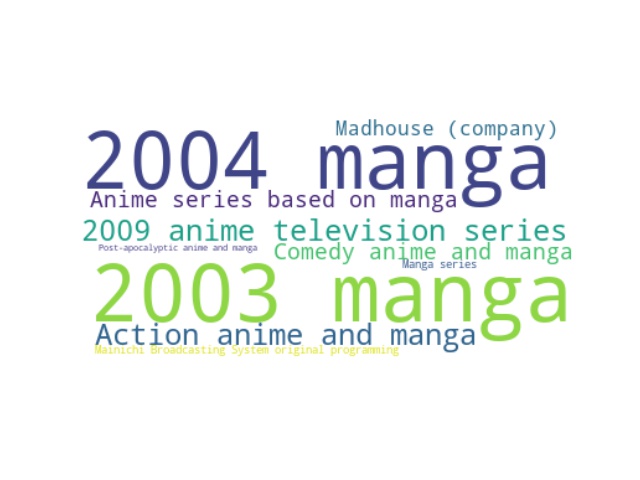 Madhouse (company)
2004 manga
Anime series based on manga
2009 anime television series
Post-apocalyptic anime and manga
Comedy anime and manga
Manga series
2003 manga
Action anime and manga
Mainichi Broadcasting System original programming